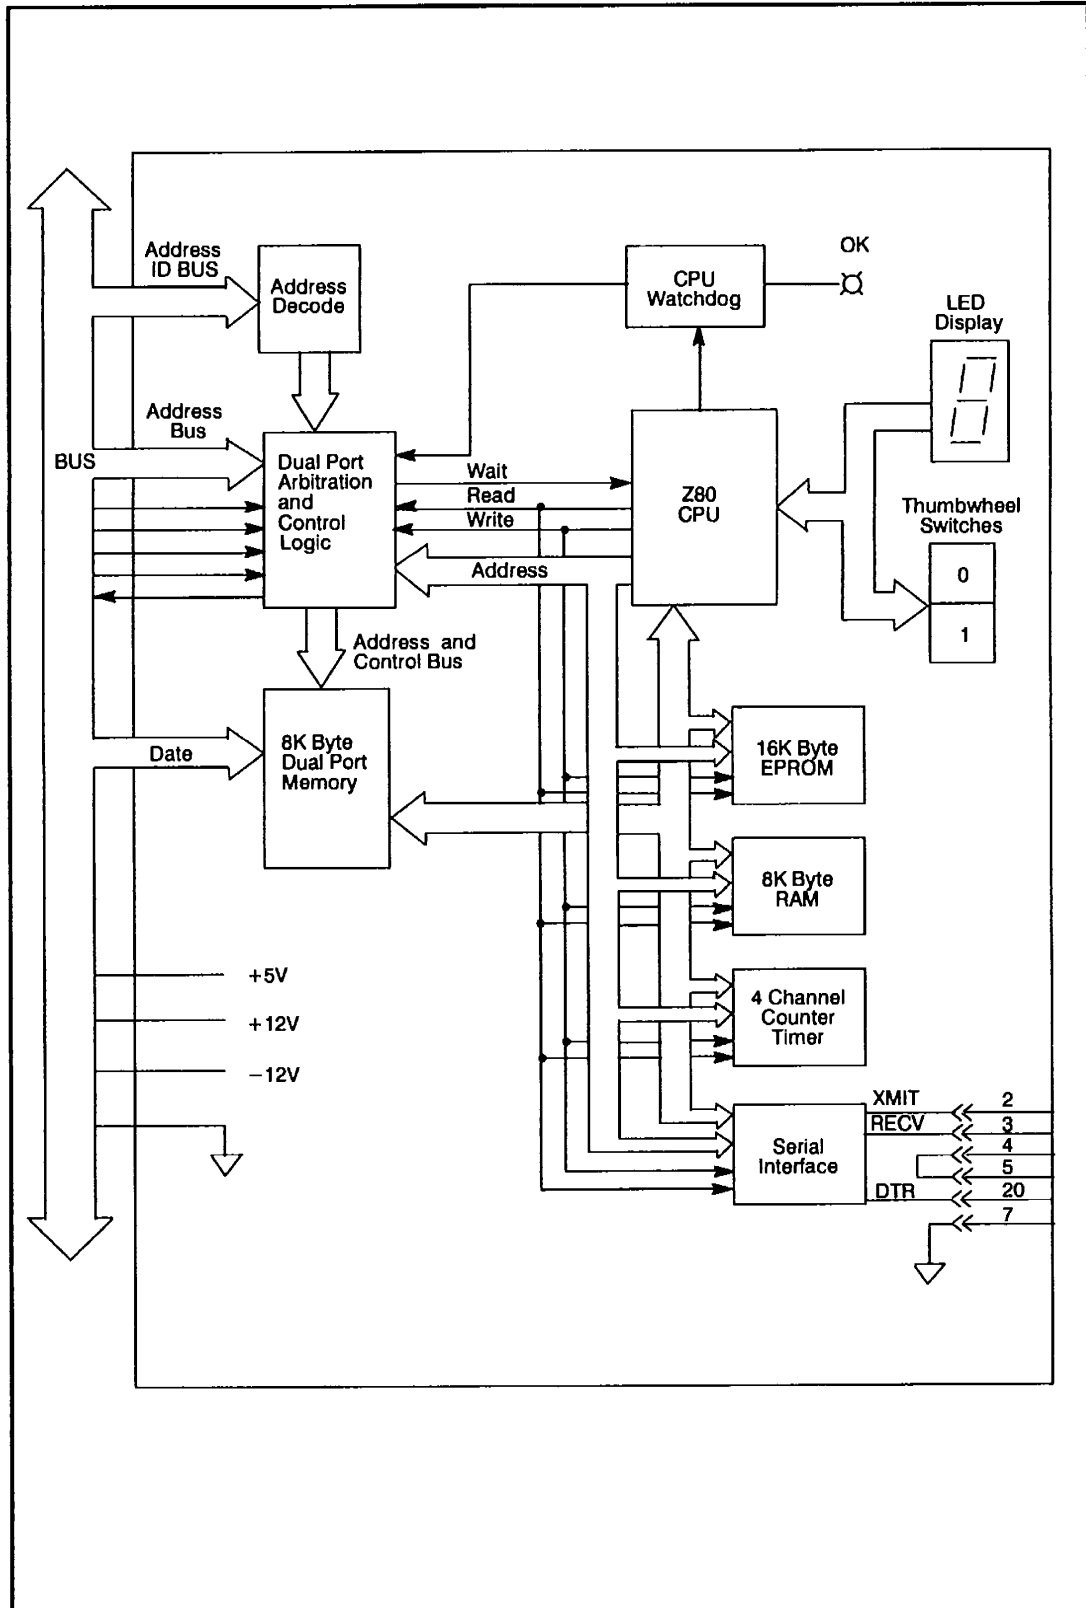 Address
ID BUS
Address
Decode
CPU
Watchdog
OK
LED
Display
Address
Bus
BUS
Dual Port
Arbitration
and
Control
Logic
Wait
Read
Write
Address
Z80
CPU
Thumbwheel
Switches
0
1
Address and
Control Bus
Date
8K Byte
Dual Port
Memory
16K Byte
EPROM
8K Byte
RAM
+5V
+12V
−12V
4 Channel
Counter
Timer
Serial
Interface
XMIT
2
RECV
3
4
5
DTR
20
7